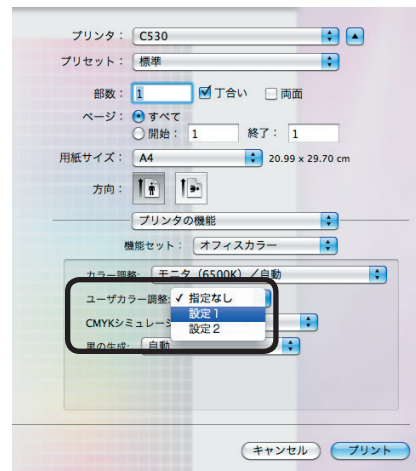 プリンタ： C530
プリセット： 標準
部数： 1 丁合い 両面
ページ： すべて
開始： 1 終了： 1
用紙サイズ： A4 20.99 x 29.70 cm
方向：
プリンタの機能
機能セット： オフィスカラー
カラー調整: モニタ（6500K）／自動
ユーザカラー調整: ✓ 指定なし
設定1
CMYKシミュレーシ
設定2
黒の生成: 自動
キャンセル プリント